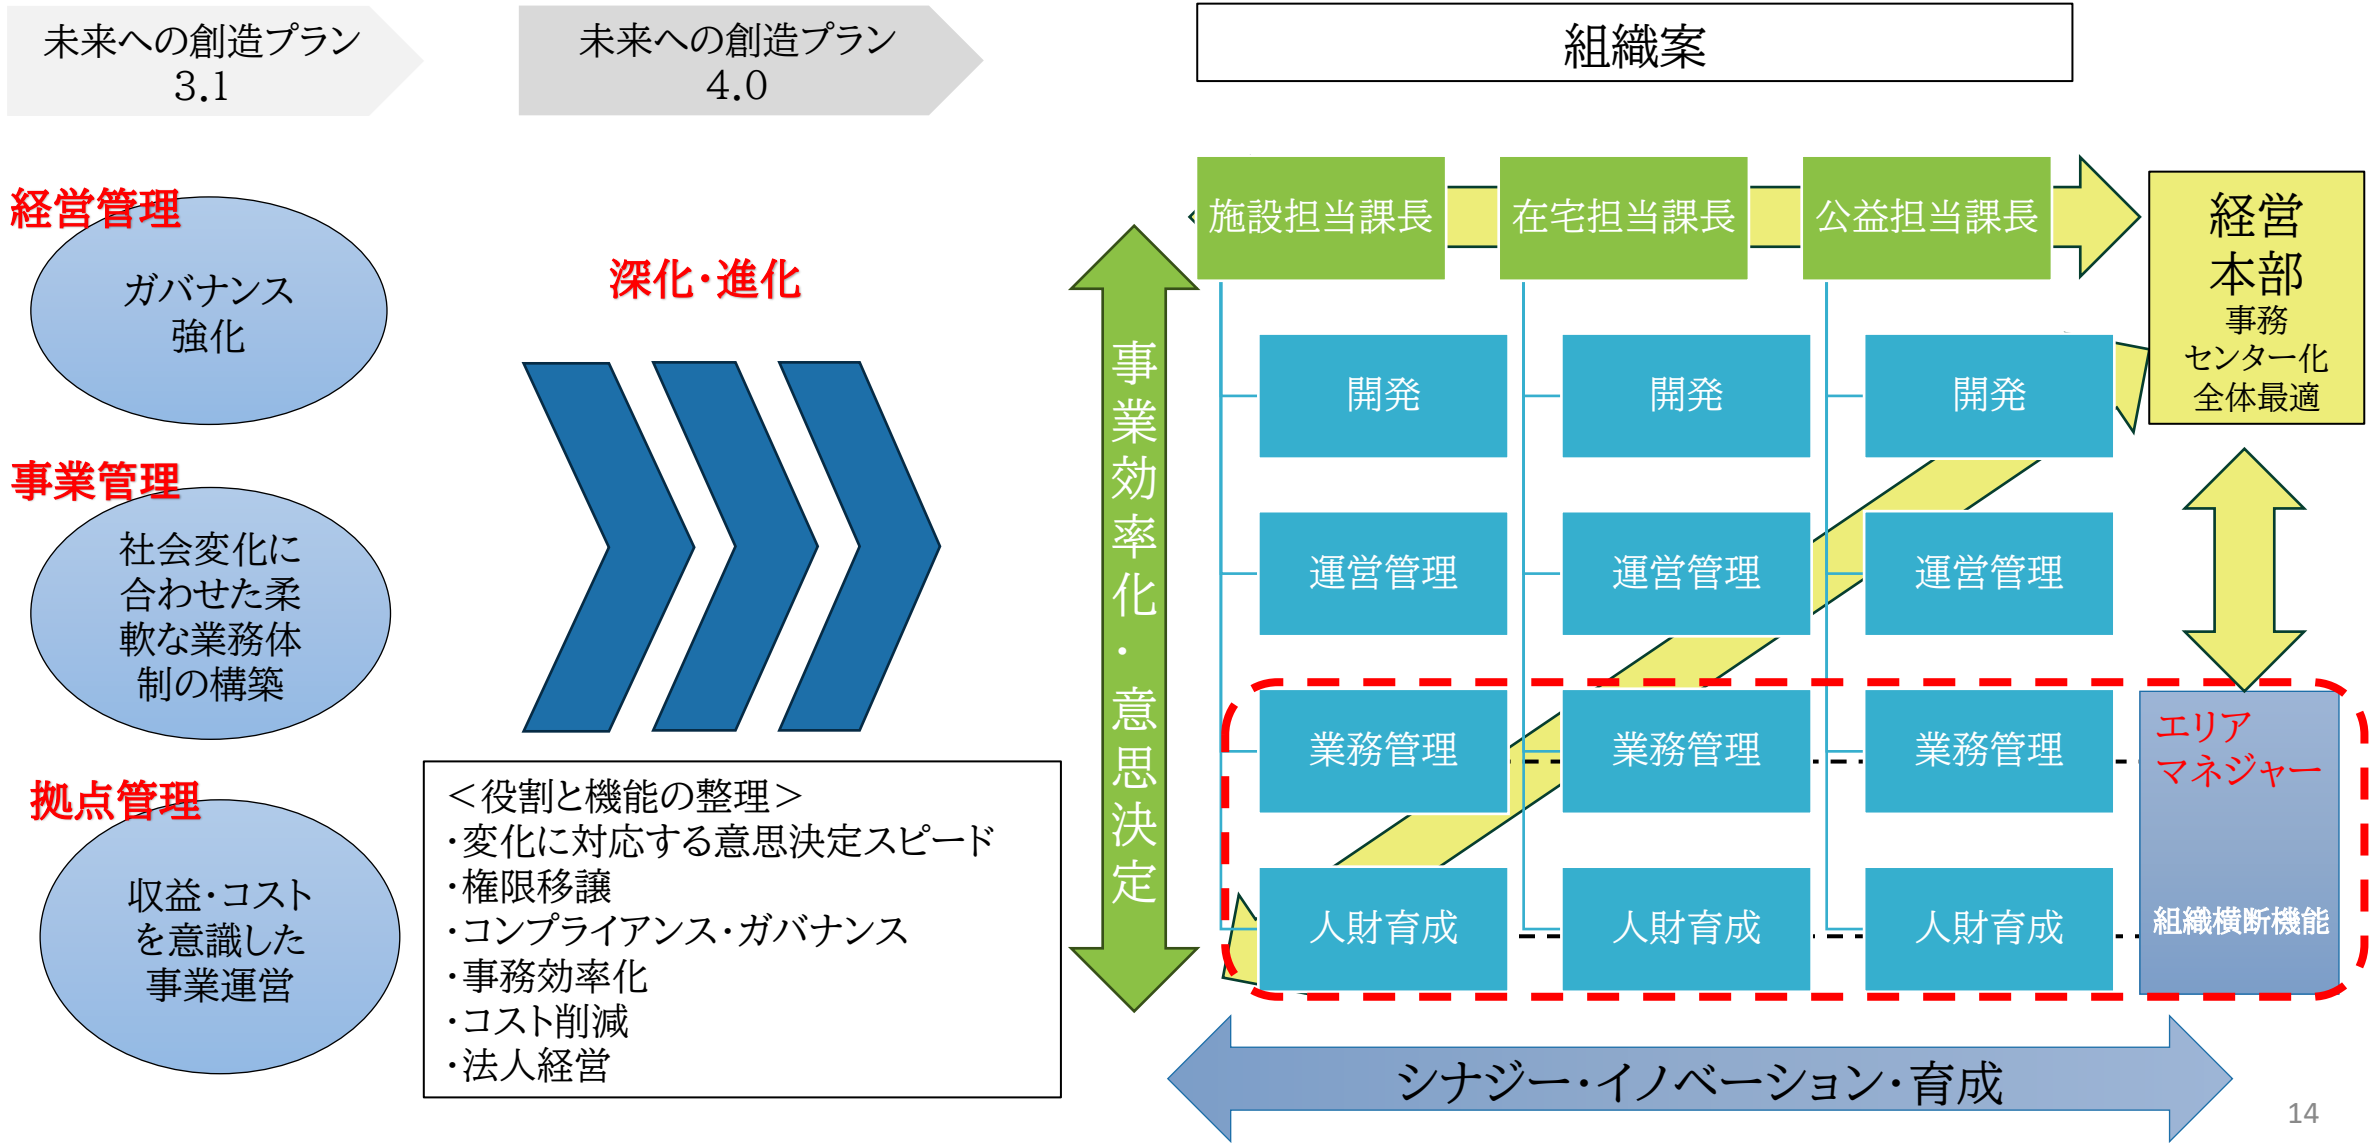 未来への創造プラン
3.1
未来への創造プラン
4.0
組織案
経営管理
ガバナンス
強化
事業管理
社会変化に
合わせた柔
軟な業務体
制の構築
拠点管理
収益・コスト
を意識した
事業運営
深化・進化
＜役割と機能の整理＞
・変化に対応する意思決定スピード
・権限移譲
・コンプライアンス・ガバナンス
・事務効率化
・コスト削減
・法人経営
事業効率化・意思決定
施設担当課長
在宅担当課長
公益担当課長
開発
開発
開発
運営管理
運営管理
運営管理
業務管理
業務管理
業務管理
人財育成
人財育成
人財育成
経営
本部
事務
センター化
全体最適
エリア
マネジャー
組織横断機能
シナジー・イノベーション・育成
14